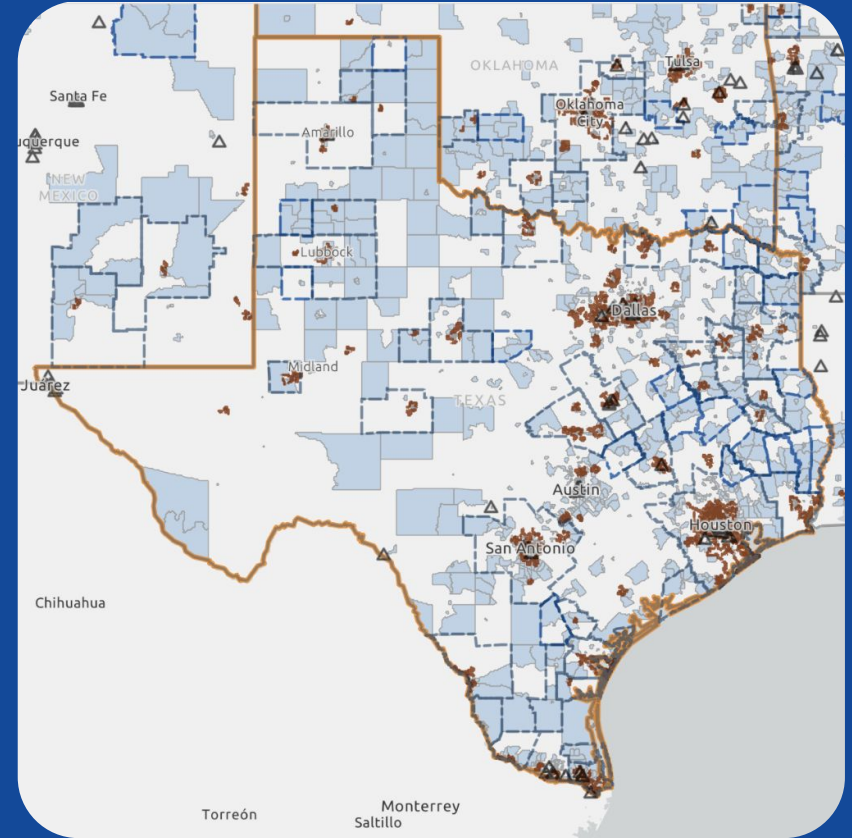 OKLAHOMA
Tulsa
Santa Fe
Oklahoma
City
Amarillo
uquerque
NEW
MEXICO
Lubbock
Dallas
Midland
Juárez
TEXAS
Austin
Houston
San Antonio
Chihuahua
Monterrey
Torreón
Saltillo